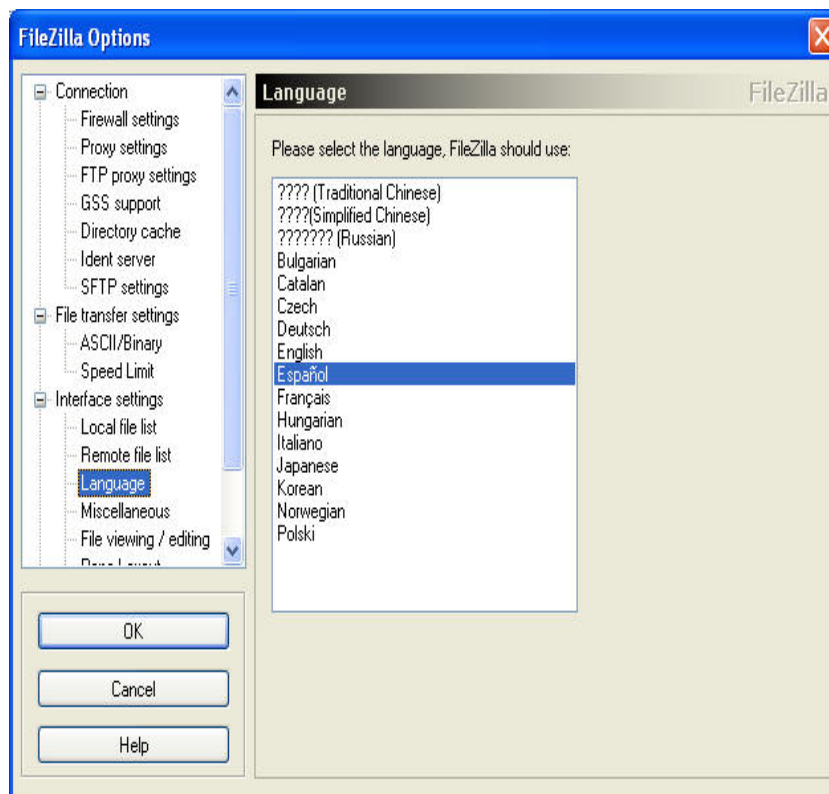 FileZilla Options
Connection
Firewall settings
Proxy settings
FTP proxy settings
GSS support
Directory cache
Ident server
SFTP settings
File transfer settings
ASCII/Binary
Speed Limit
Interface settings
Local file list
Remote file list
Language
Miscellaneous
File viewing / editing
OK
Cancel
Help
Language
FileZilla
Please select the language, FileZilla should use:
???? (Traditional Chinese)
????(Simplified Chinese)
??????? (Russian)
Bulgarian
Catalan
Czech
Deutsch
English
Español
Français
Hungarian
Italiano
Japanese
Korean
Norwegian
Polski